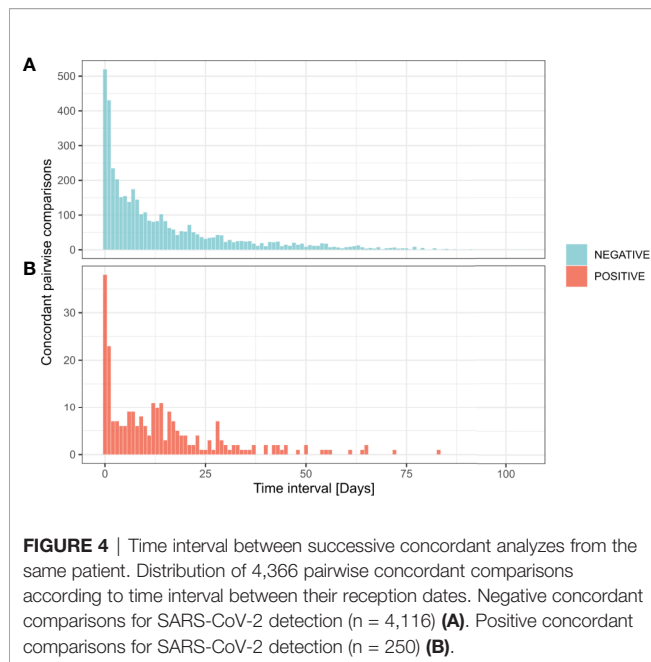 A
500
400
300
200
100
0
Concordant pairwise comparisons
B
30
20
10
0
0
25
50
75
100
Time interval [Days]
NEGATIVE
POSITIVE
FIGURE 4 | Time interval between successive concordant analyzes from the
same patient. Distribution of 4,366 pairwise concordant comparisons
according to time interval between their reception dates. Negative concordant
comparisons for SARS-CoV-2 detection (n = 4,116) (A). Positive concordant
comparisons for SARS-CoV-2 detection (n = 250) (B).